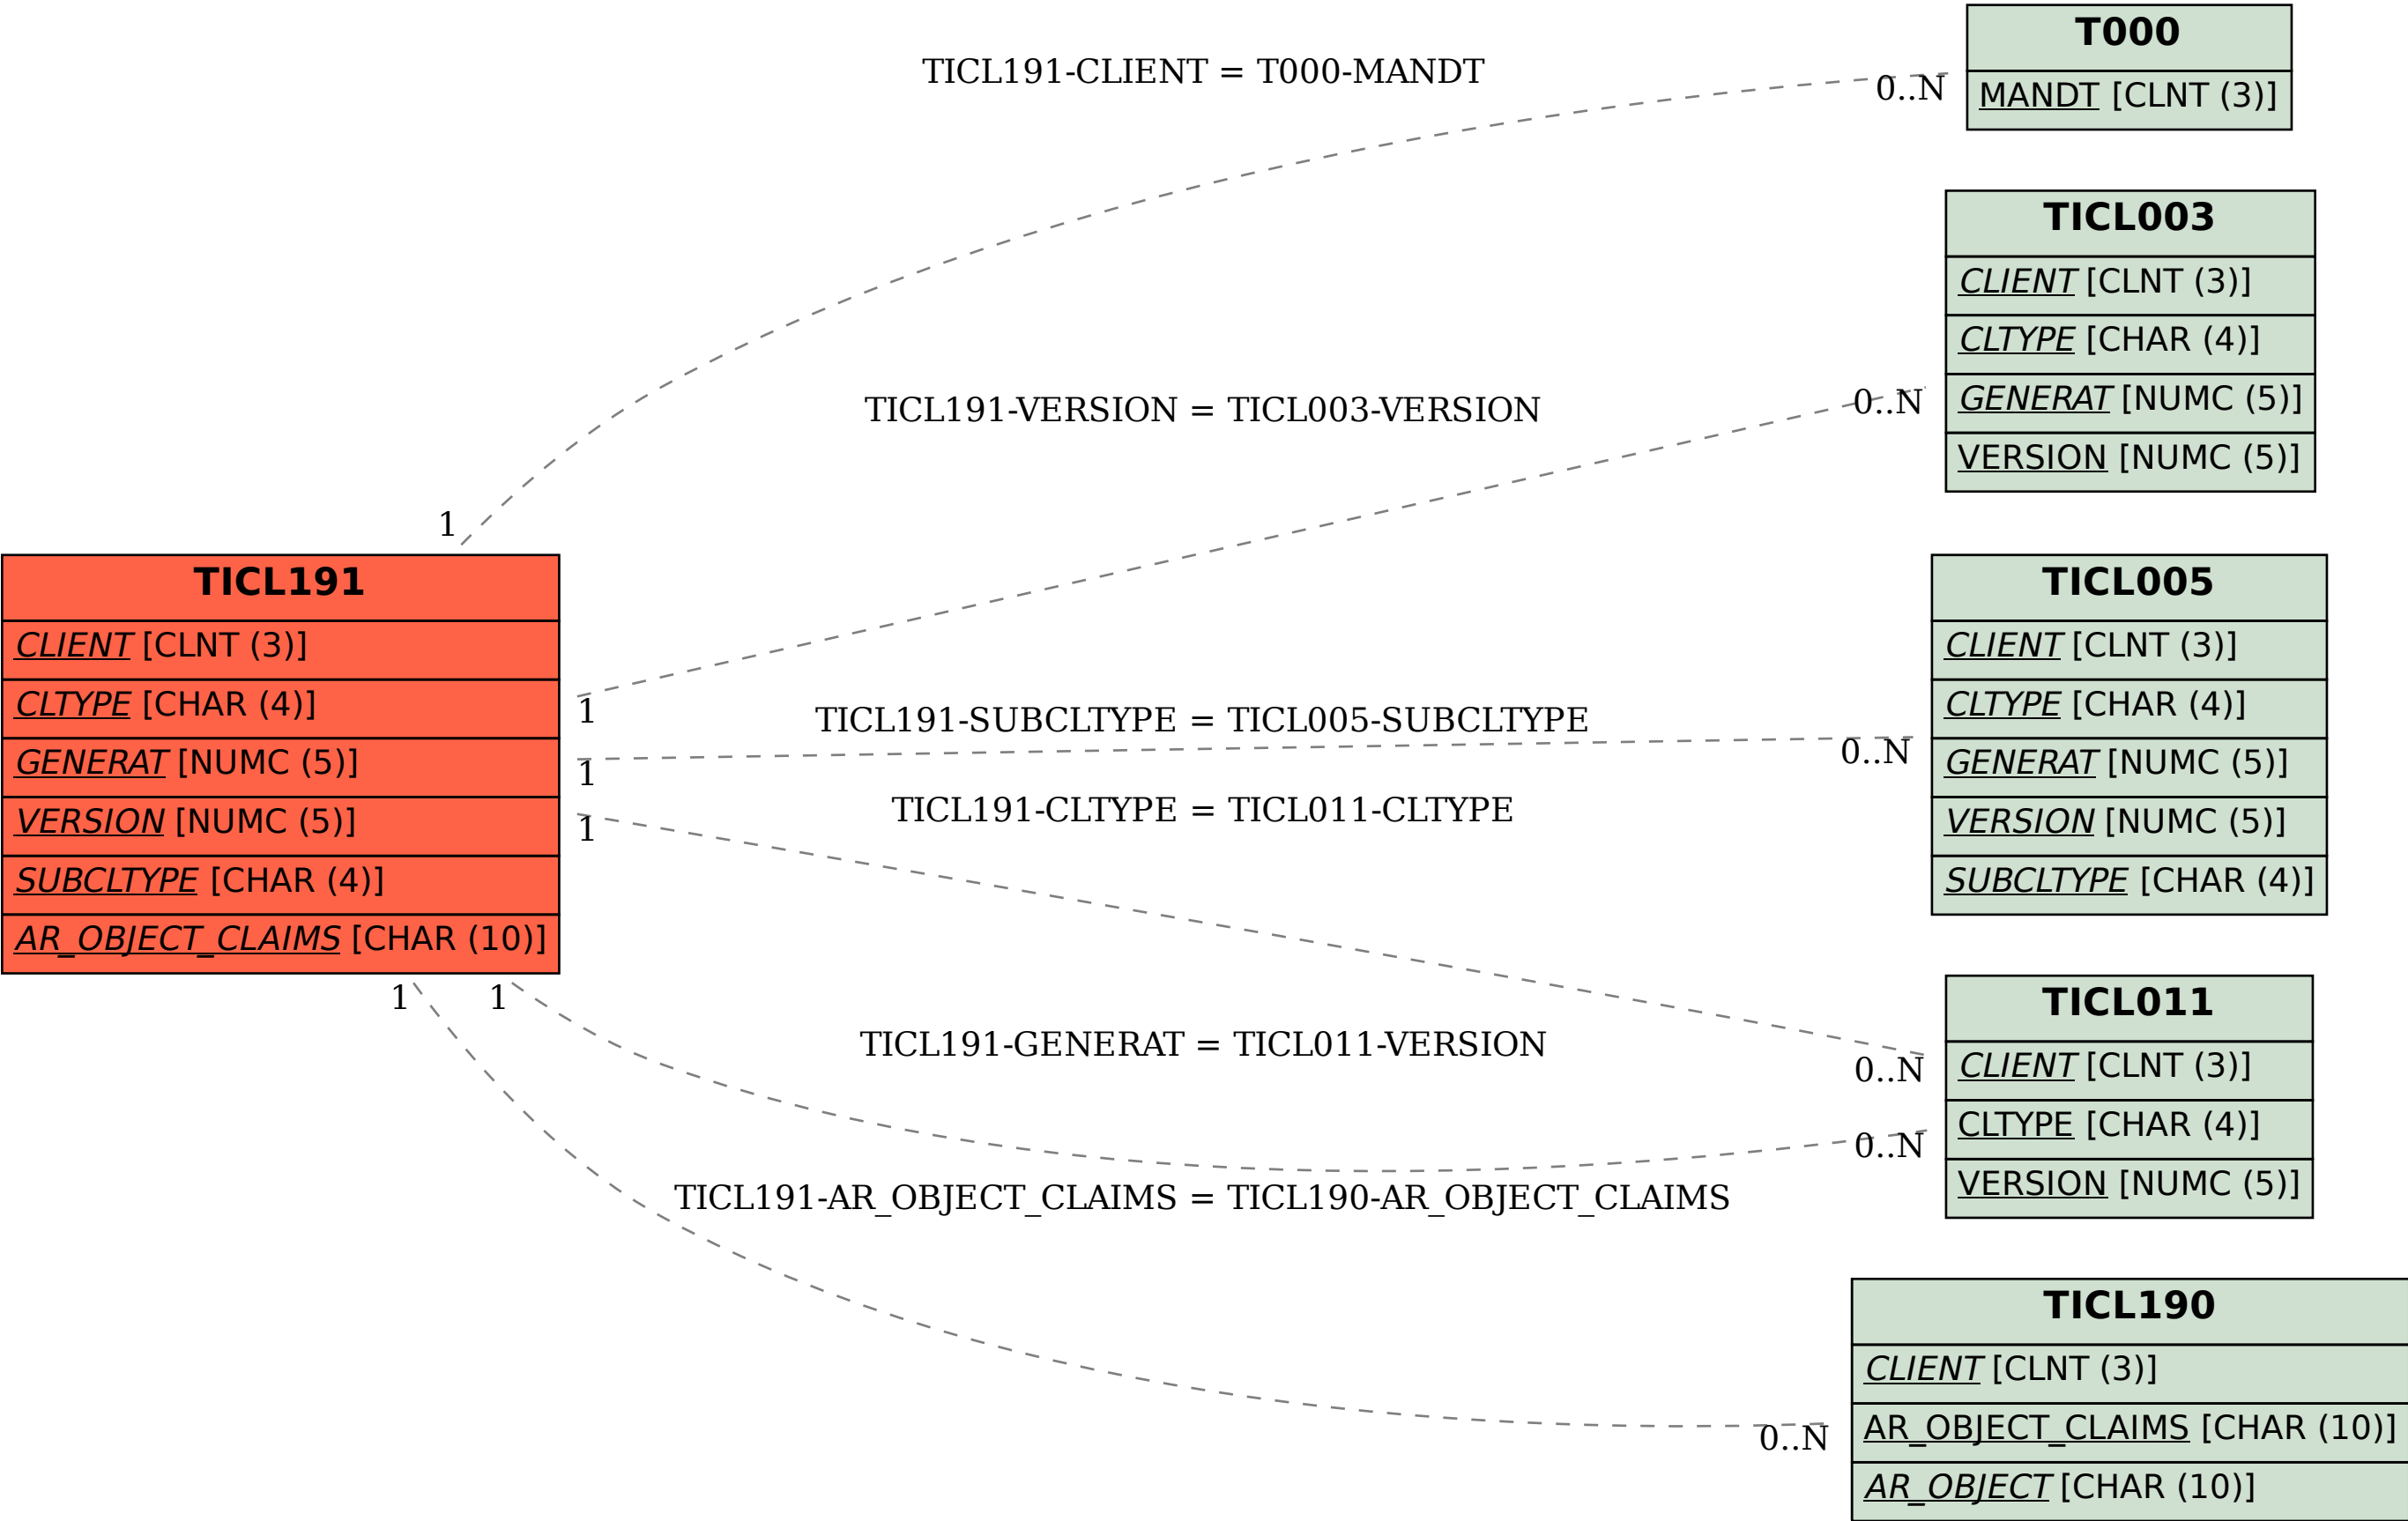 TICL191
CLIENT [CLNT (3)]
CLTYPE [CHAR (4)]
GENERAT [NUMC (5)]
VERSION [NUMC (5)]
SUBCLTYPE [CHAR (4)]
AR_OBJECT_CLAIMS [CHAR (10)]
TICL191-CLIENT = T000-MANDT
1
0..N
TICL191-VERSION = TICL003-VERSION
1
0..N
TICL191-SUBCLTYPE = TICL005-SUBCLTYPE
1
0..N
TICL191-CLTYPE = TICL011-CLTYPE
1
0..N
TICL191-GENERAT = TICL011-VERSION
1
0..N
TICL191-AR_OBJECT_CLAIMS = TICL190-AR_OBJECT_CLAIMS
1
0..N
T000
MANDT [CLNT (3)]
TICL003
CLIENT [CLNT (3)]
CLTYPE [CHAR (4)]
GENERAT [NUMC (5)]
VERSION [NUMC (5)]
TICL005
CLIENT [CLNT (3)]
CLTYPE [CHAR (4)]
GENERAT [NUMC (5)]
VERSION [NUMC (5)]
SUBCLTYPE [CHAR (4)]
TICL011
CLIENT [CLNT (3)]
CLTYPE [CHAR (4)]
VERSION [NUMC (5)]
TICL190
CLIENT [CLNT (3)]
AR_OBJECT_CLAIMS [CHAR (10)]
AR_OBJECT [CHAR (10)]